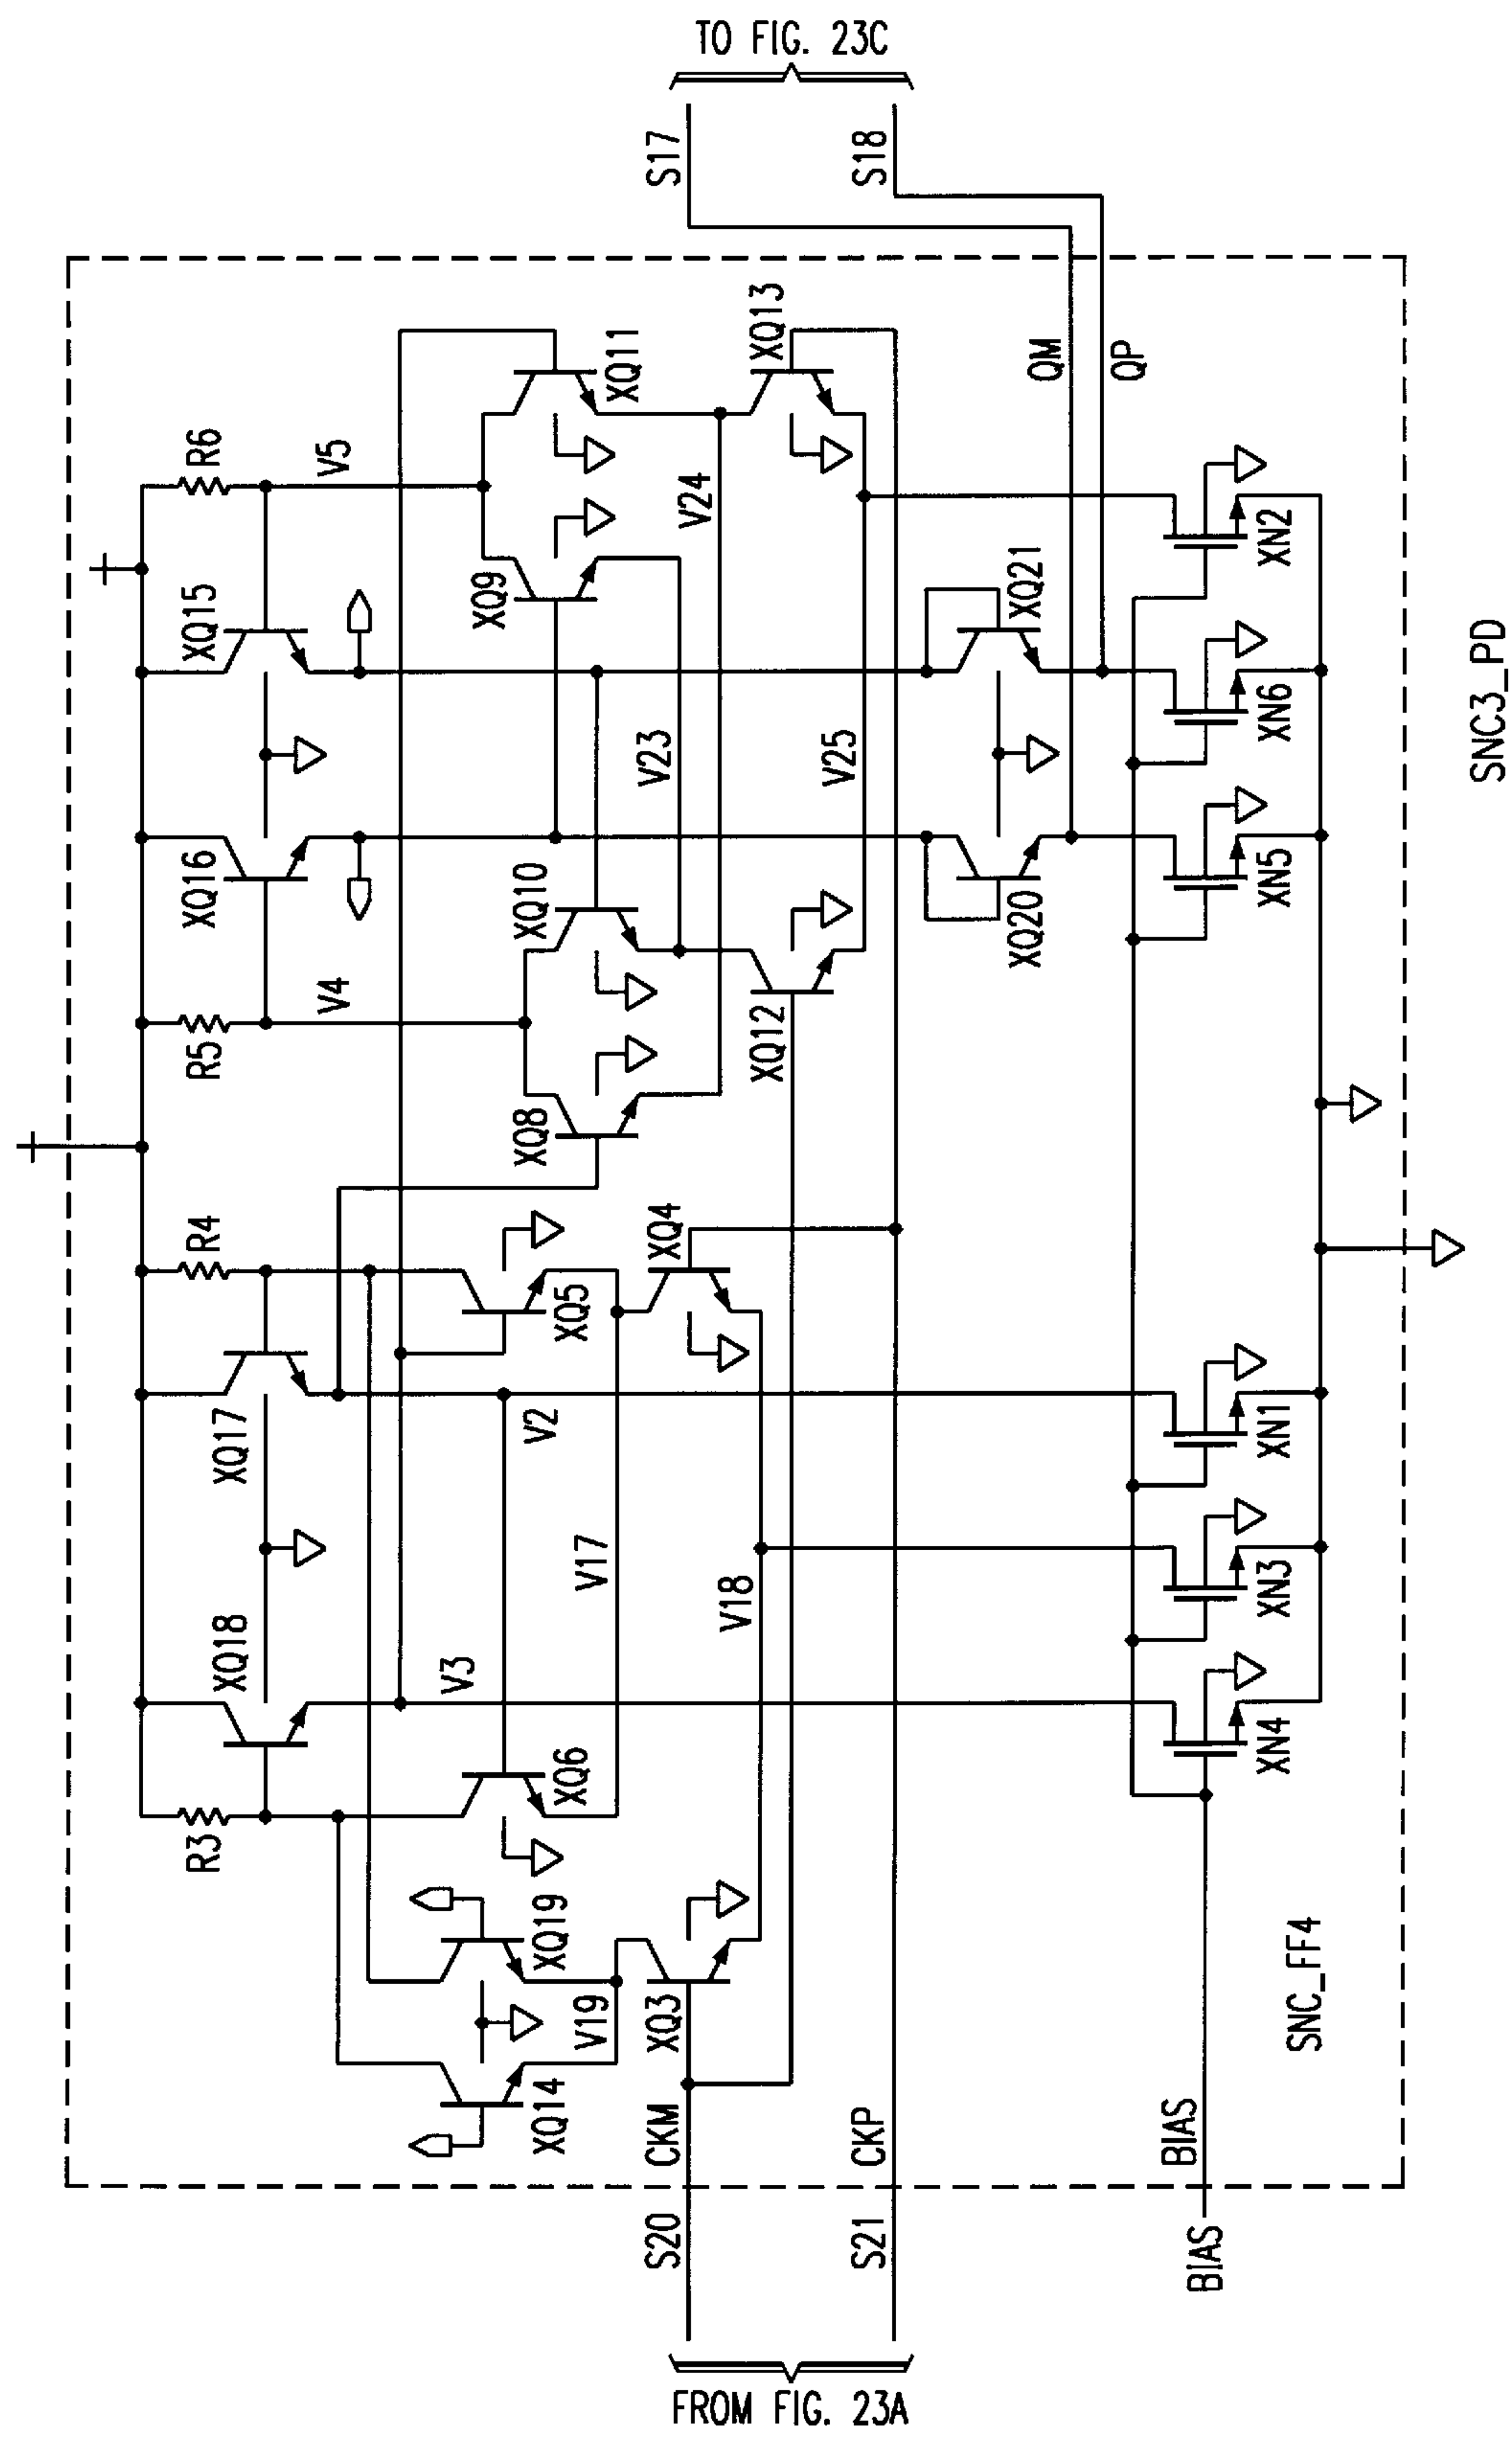 TO FIG. 23C
S17
S18
R6
V5
XQ11
XQ13
QM
QP
XQ15
XQ9
V24
XQ21
XN2
XQ16
V23
V25
XN6
SNC3_PD
R5
V4
XQ10
XQ12
XQ20
XN5
XQ8
R4
XQ5
XQ4
XQ17
V2
XN1
V17
XQ18
V3
V18
XN3
R3
XQ6
XN4
XQ19
V19
XQ3
SNC_FF4
XQ14
CKM
CKP
BIAS
S20
S21
BIAS
FROM FIG. 23A